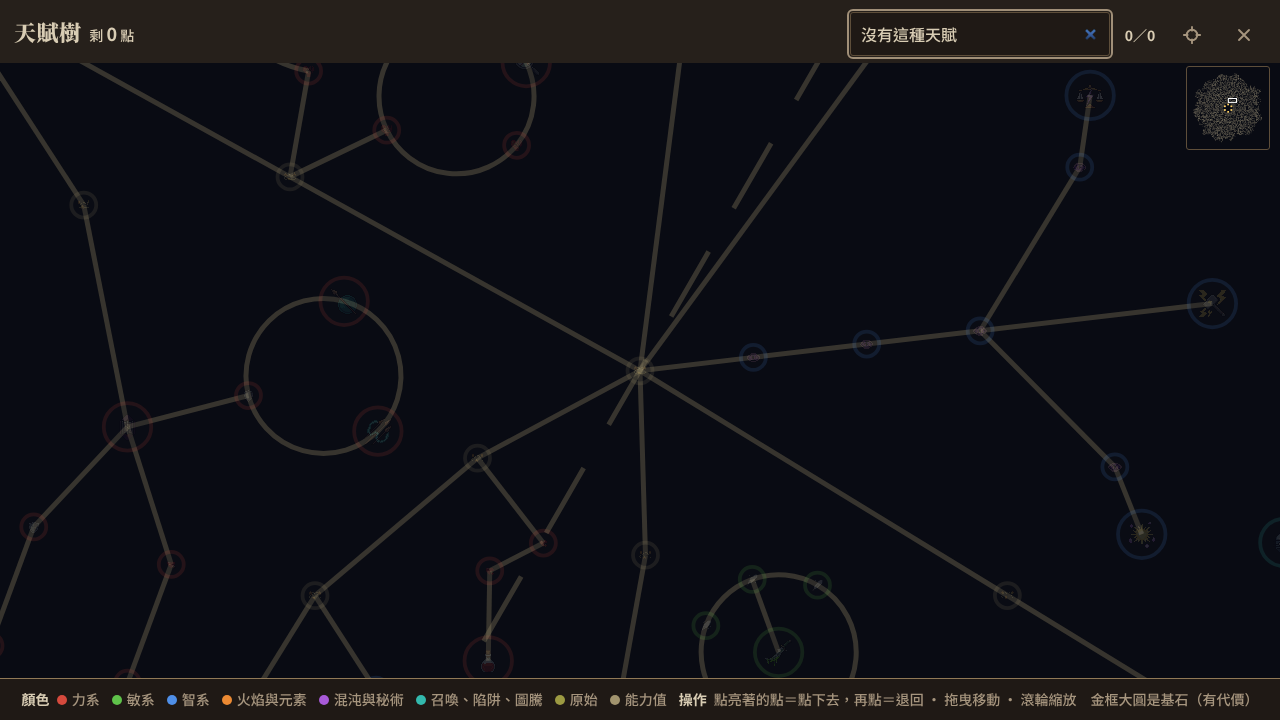 天賦樹 剩 0 點 沒有這種天賦 0／0
顏色 力系 敏系 智系 火焰與元素 混沌與秘術 召喚、陷阱、圖騰 原始 能力值 操作 點亮著的點＝點下去，再點＝退回 · 拖曳移動 · 滾輪縮放 金框大圓是基石（有代價）